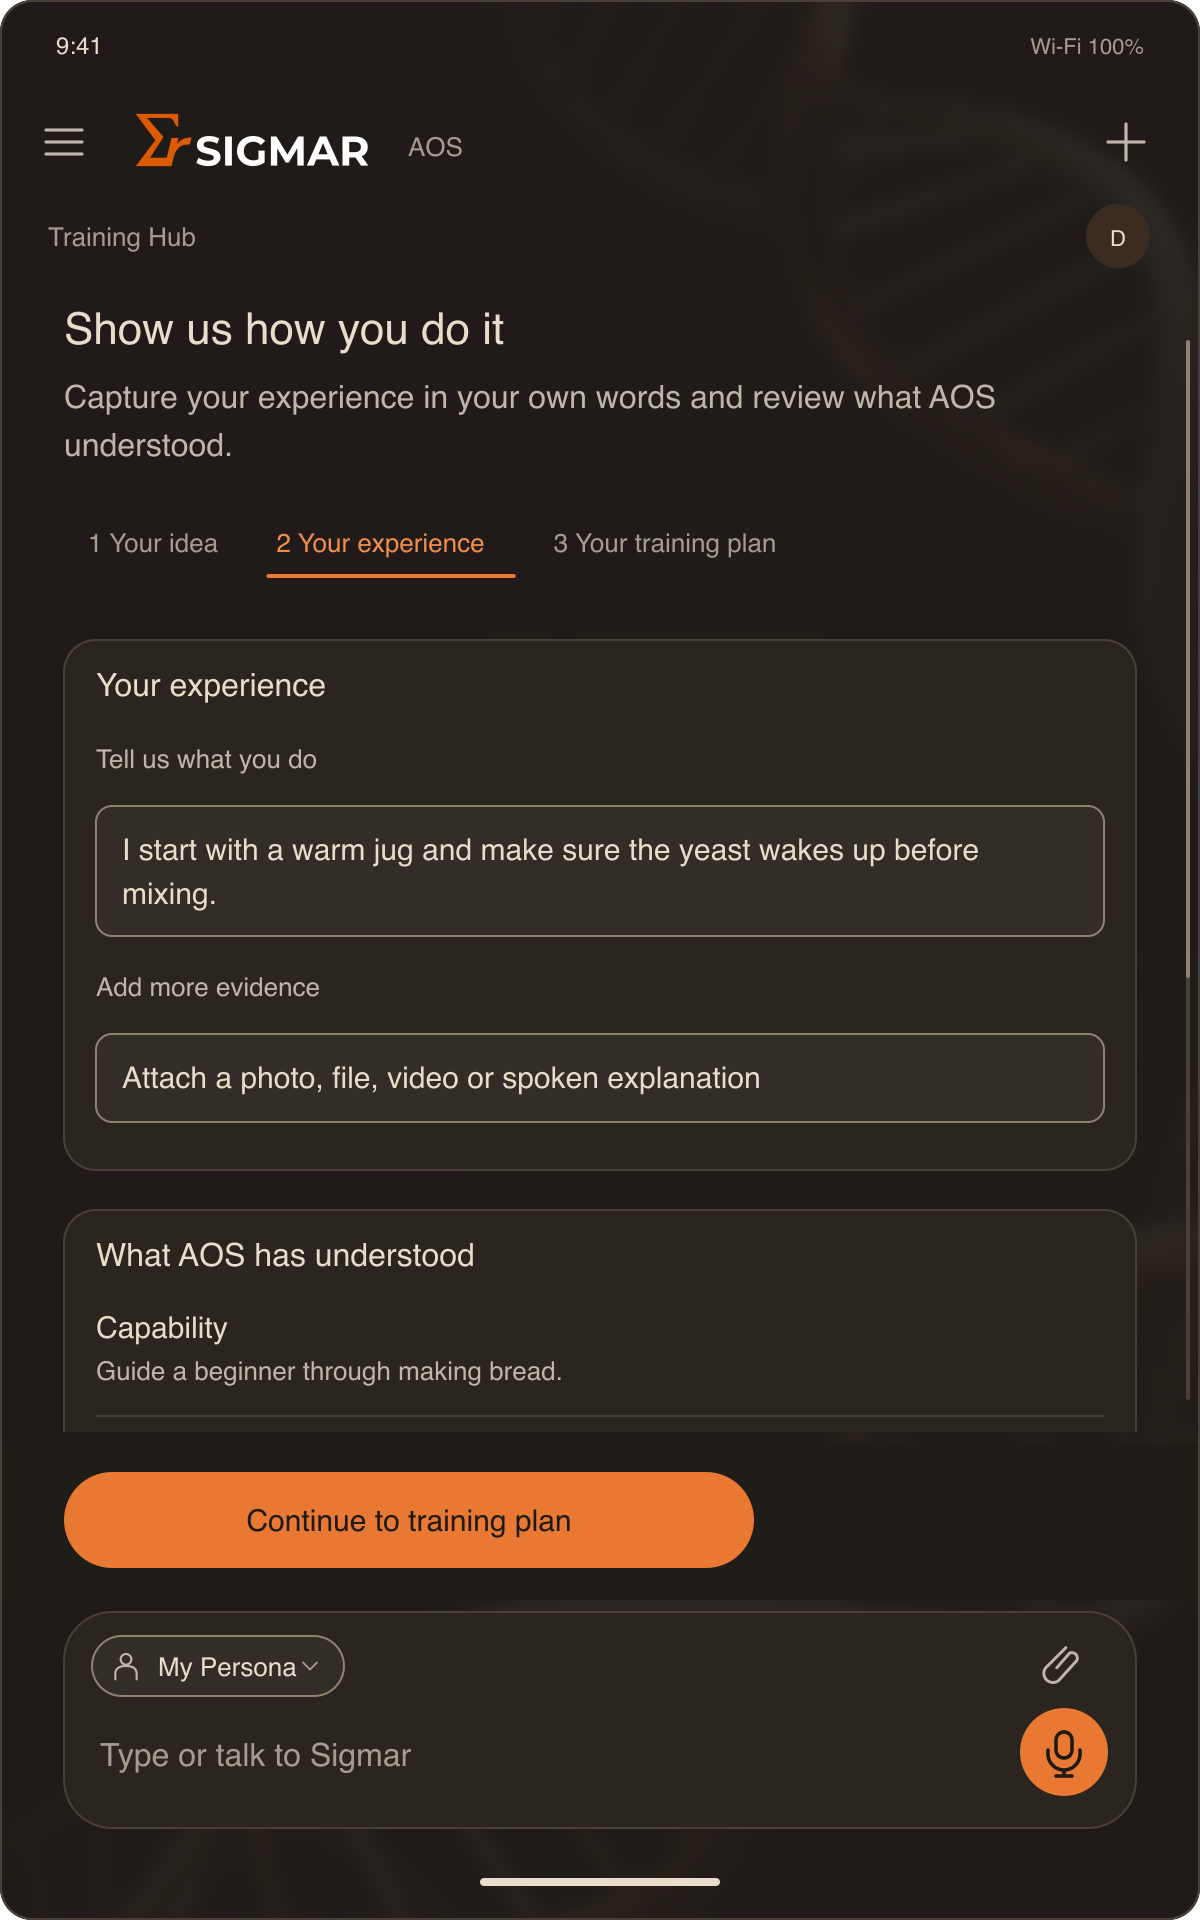 9:41
Wi-Fi 100%
Σr SIGMAR AOS
Training Hub
D
Show us how you do it
Capture your experience in your own words and review what AOS
understood.
1 Your idea
2 Your experience
3 Your training plan
Your experience
Tell us what you do
I start with a warm jug and make sure the yeast wakes up before
mixing.
Add more evidence
Attach a photo, file, video or spoken explanation
What AOS has understood
Capability
Guide a beginner through making bread.
Continue to training plan
My Persona
Type or talk to Sigmar